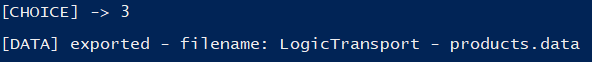 [CHOICE] -> 3
[DATA] exported - filename: LogicTransport - products.data